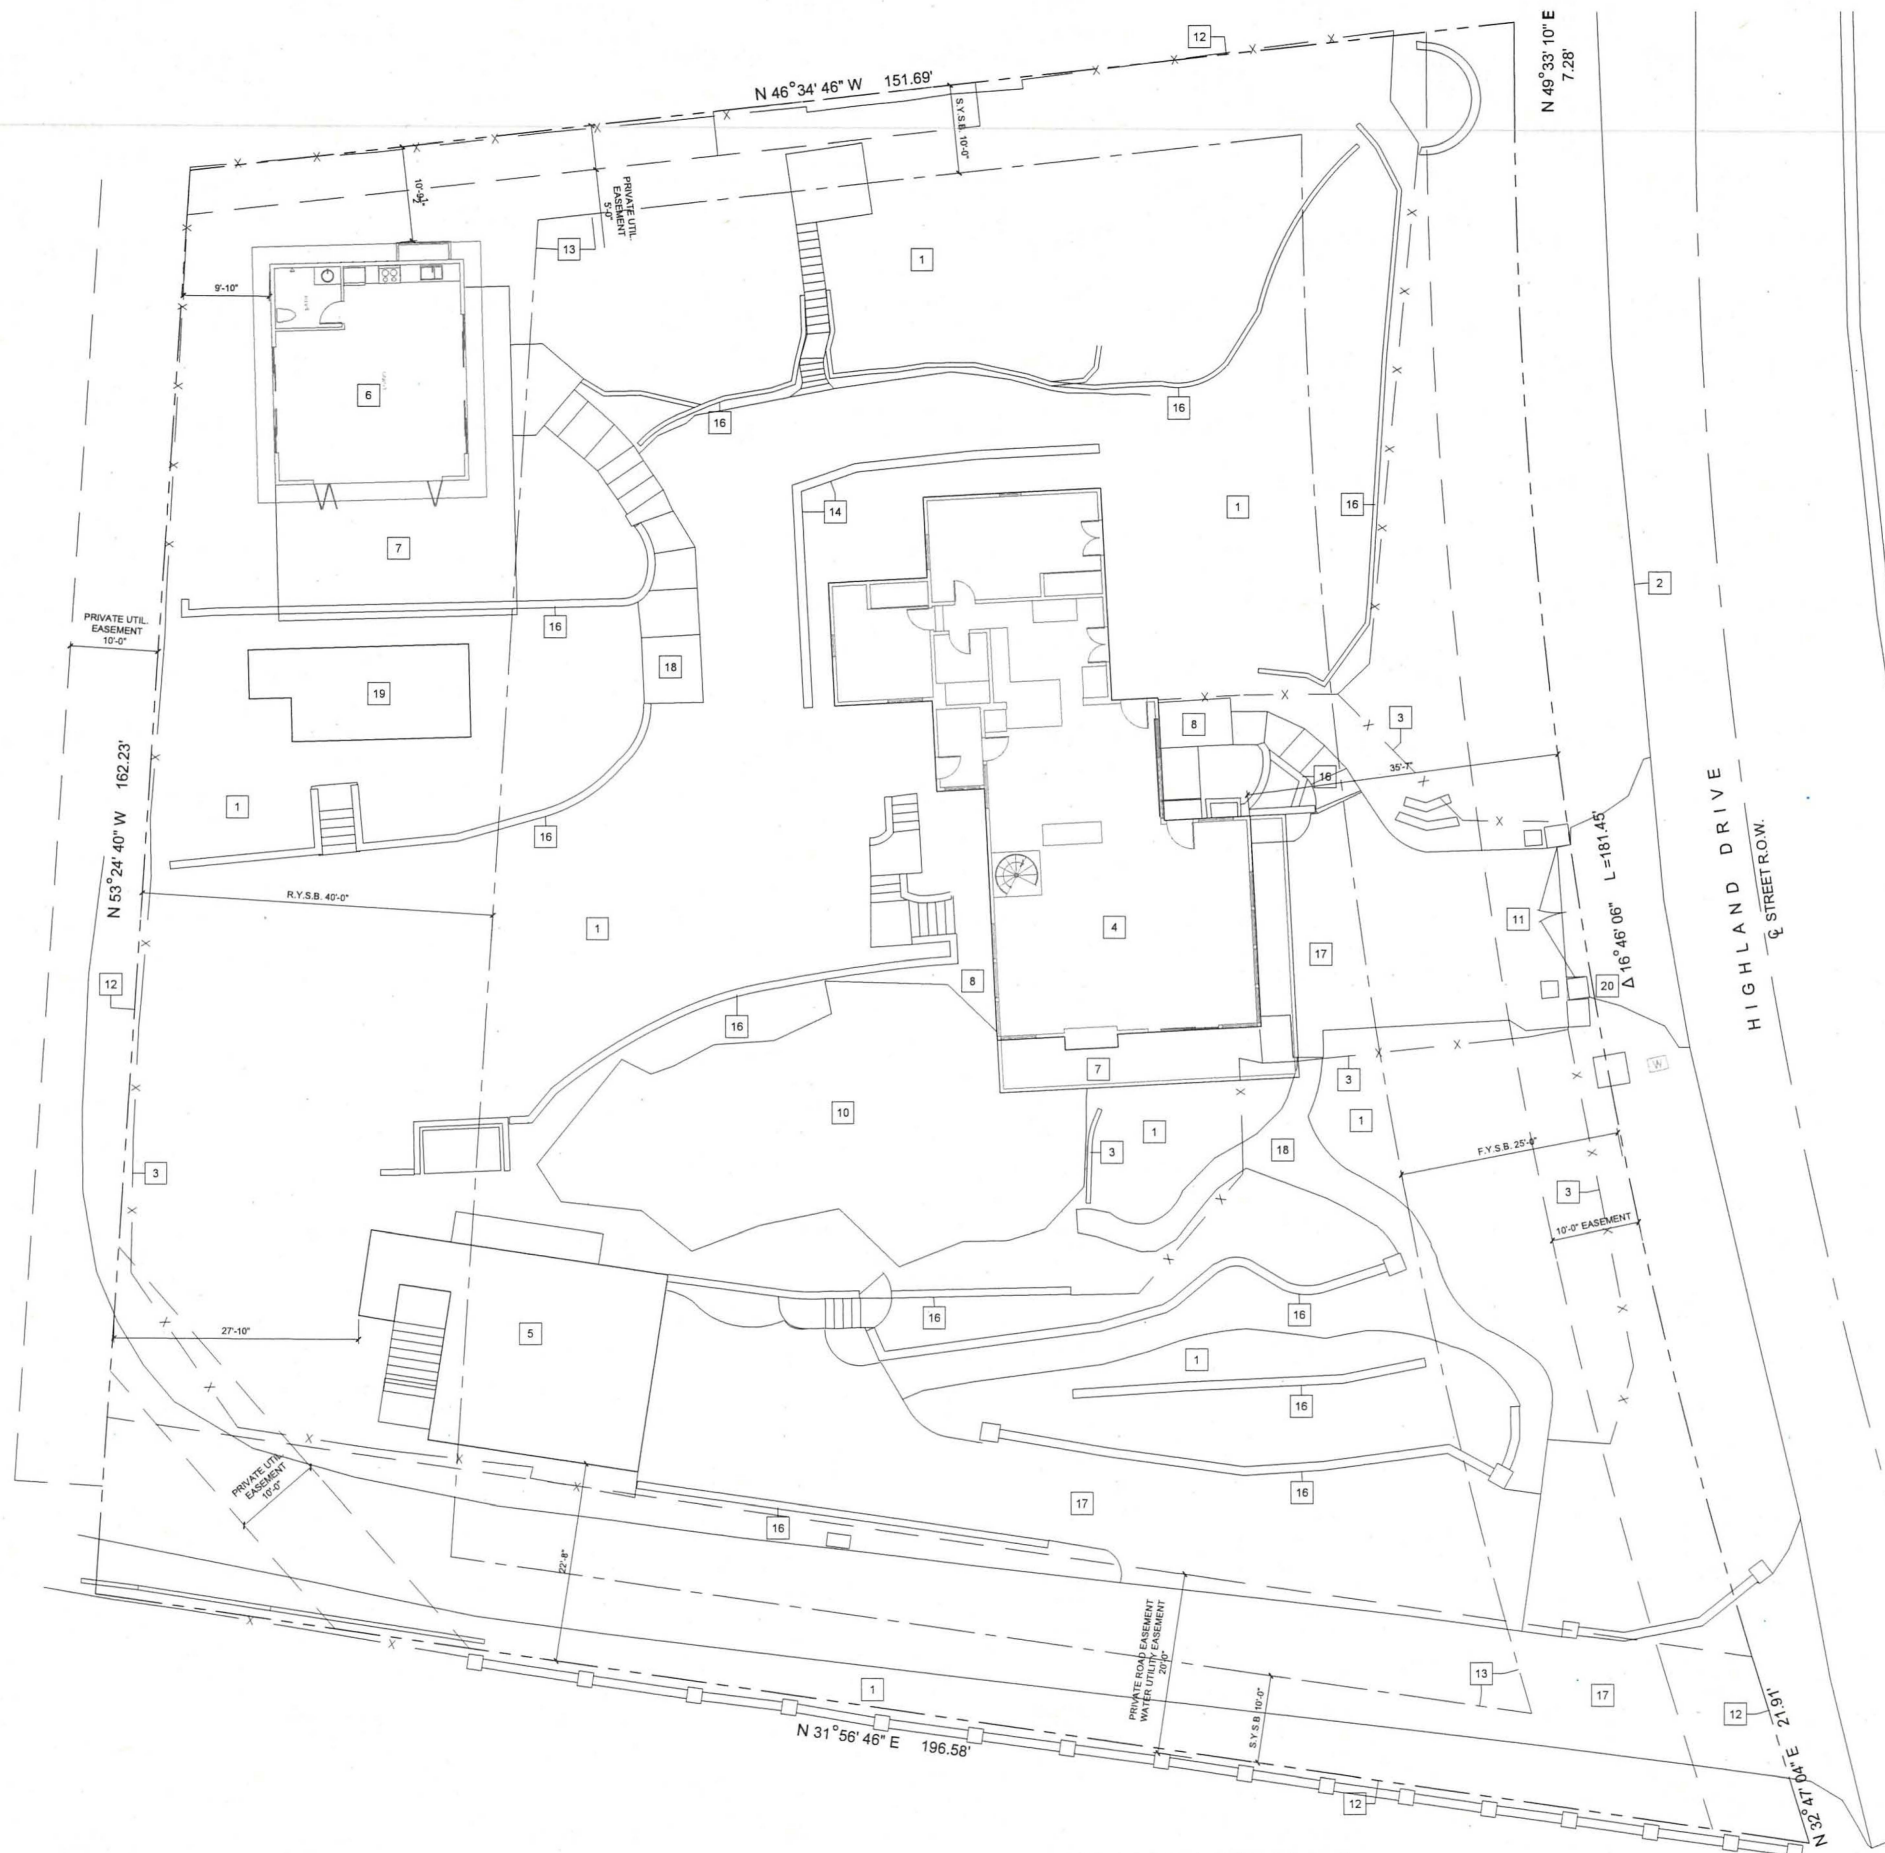 12
N 49°33' 10" E
7.28'
N 46°34' 46" W 151.69'
S.Y.S.B. 10'-0"
PRIVATE UTIL.
EASEMENT
5'-0"
13
1
9'-10"
6
16
16
14
1
16
7
2
PRIVATE UTIL.
EASEMENT
10'-0"
16
18
19
8
3
N 53°24' 40" W 162.23'
16
35'-7"
1
16
R.Y.S.B. 40'-0"
1
4
11
17
Δ 16°46' 06" L =181.45'
HIGHLAND DRIVE
℄ STREET R.O.W.
12
8
20
16
W
7
3
10
1
1
3
18
F.Y.S.B. 25'-0"
3
3
10'-0" EASEMENT
27'-10"
5
16
16
1
16
PRIVATE UTIL.
EASEMENT
10'-0"
16
17
16
22'-8"
PRIVATE ROAD EASEMENT
WATER UTILITY EASEMENT
20'-0"
S.Y.S.B. 10'-0"
13
17
1
12
N 31°56' 46" E 196.58'
12
N 32°47' 04" E 21.91'